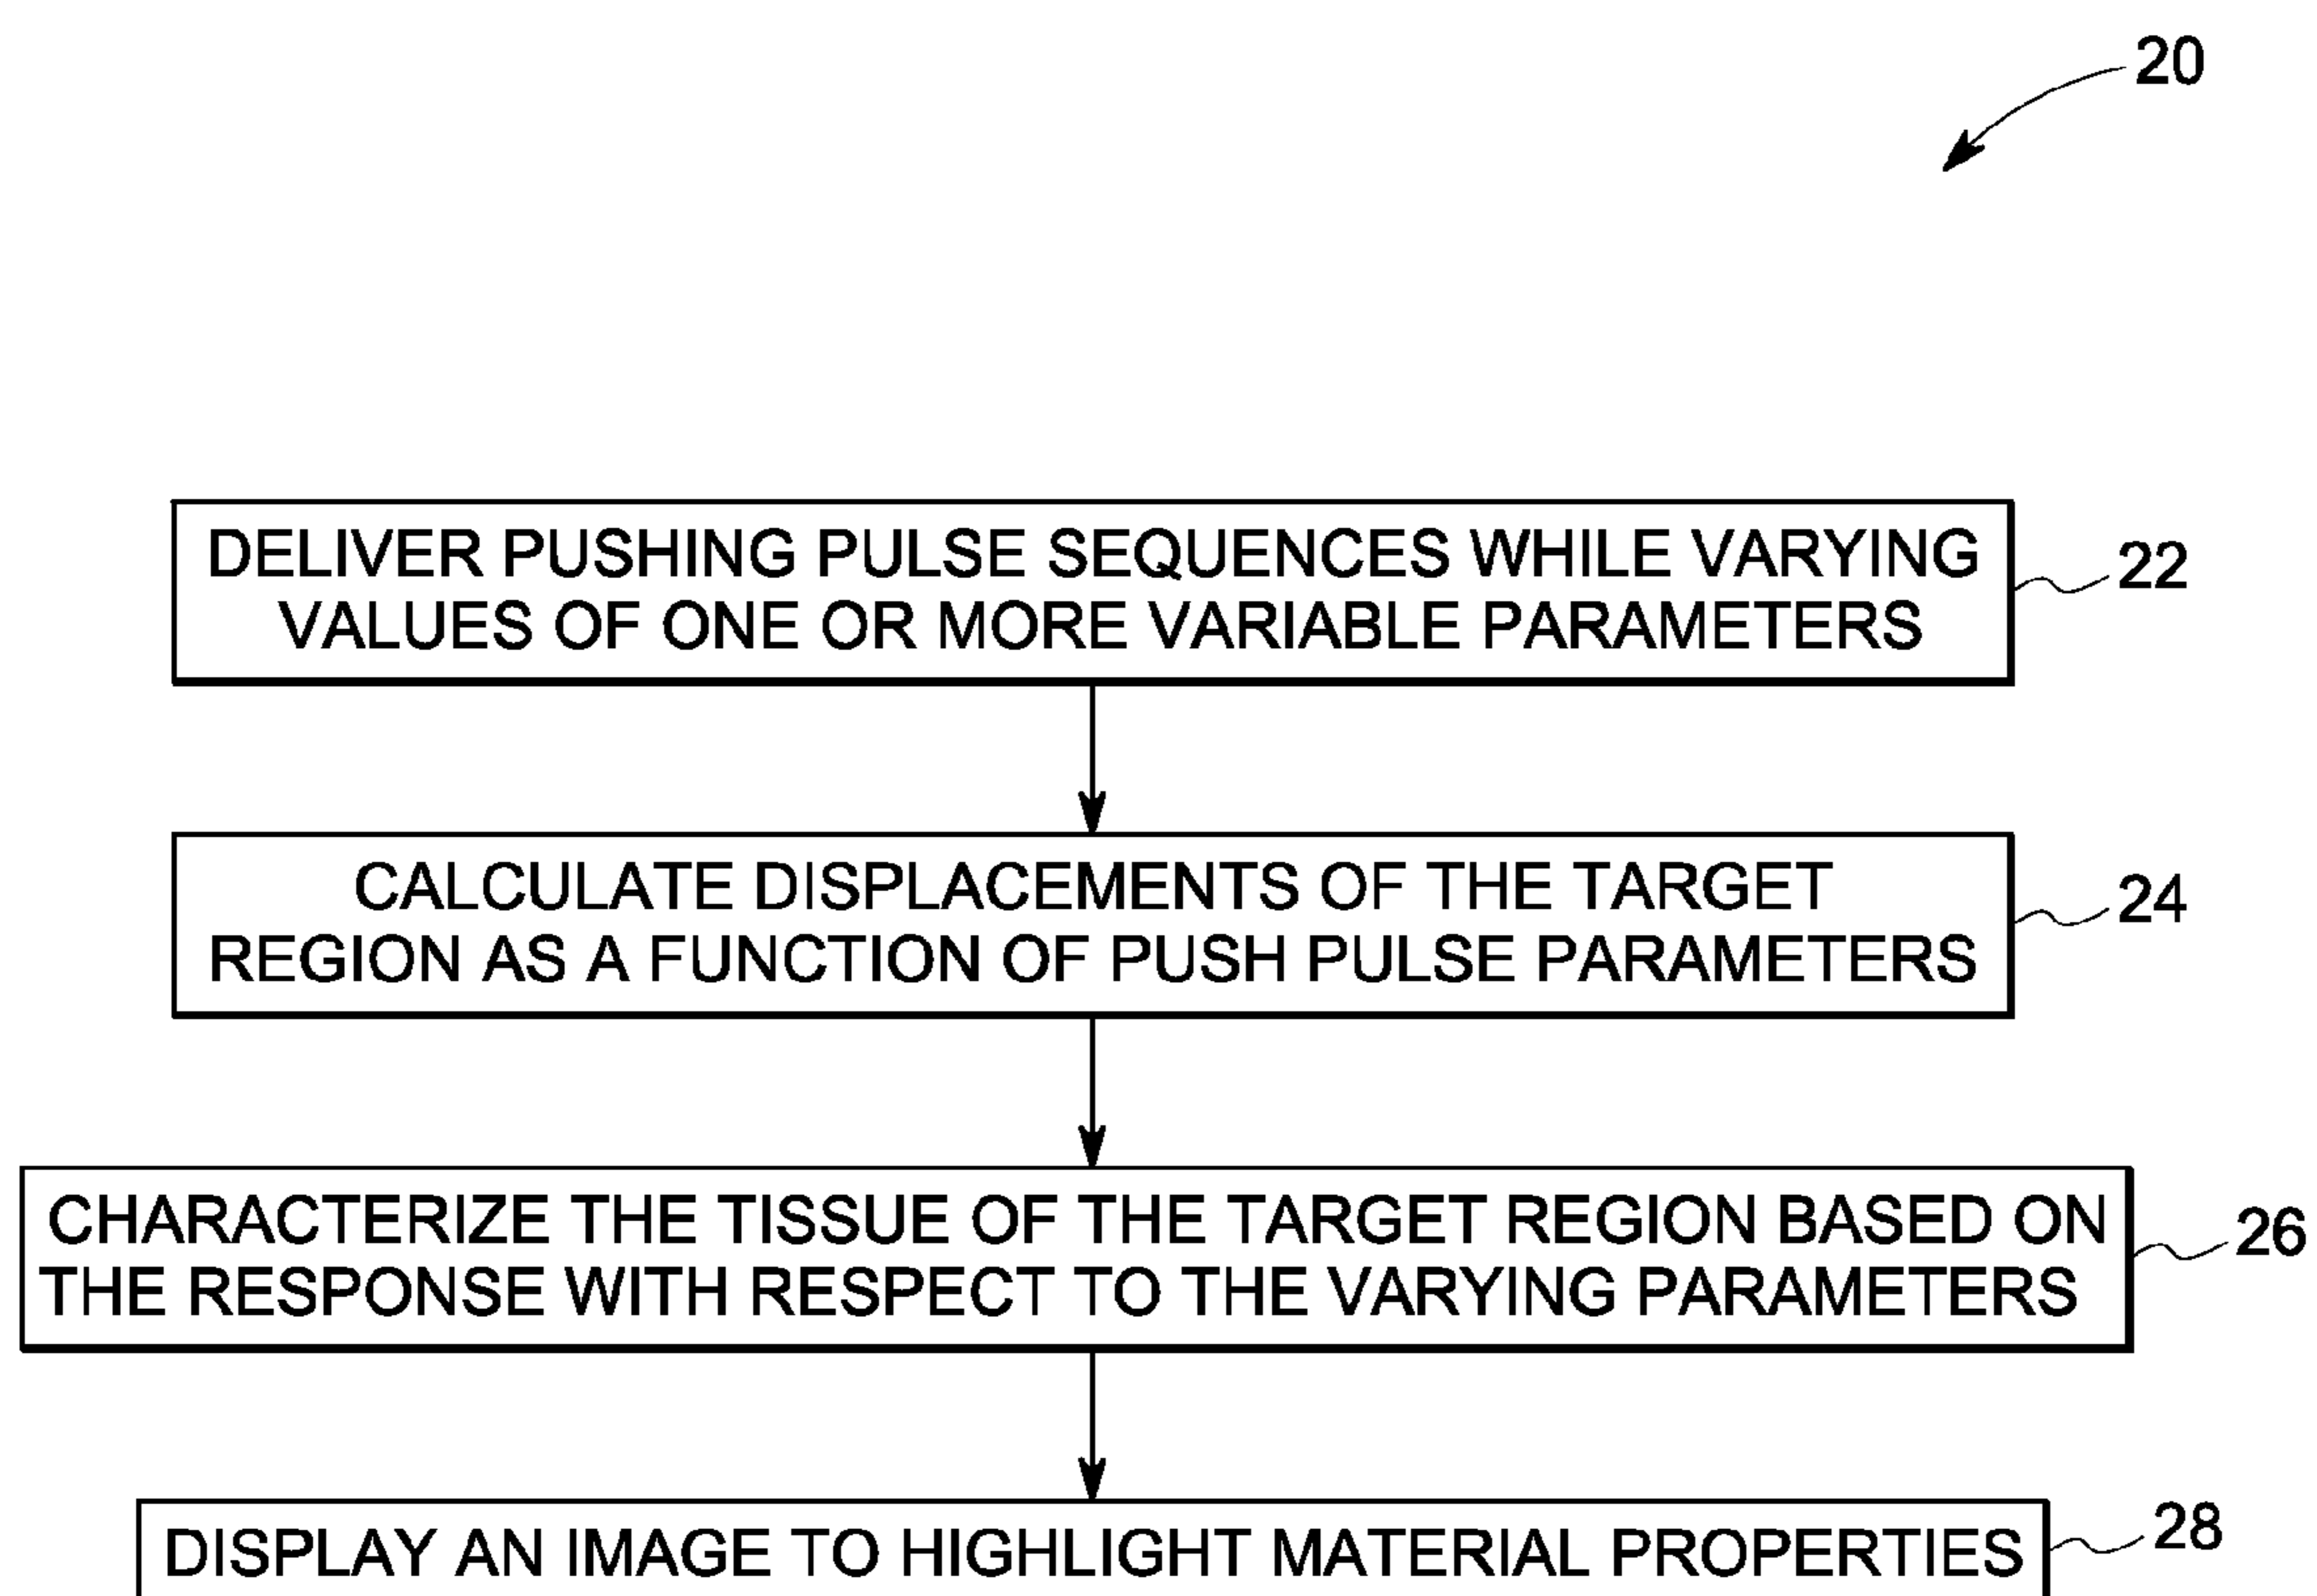 20
DELIVER PUSHING PULSE SEQUENCES WHILE VARYING
VALUES OF ONE OR MORE VARIABLE PARAMETERS
22
CALCULATE DISPLACEMENTS OF THE TARGET
REGION AS A FUNCTION OF PUSH PULSE PARAMETERS
24
CHARACTERIZE THE TISSUE OF THE TARGET REGION BASED ON
THE RESPONSE WITH RESPECT TO THE VARYING PARAMETERS
26
DISPLAY AN IMAGE TO HIGHLIGHT MATERIAL PROPERTIES
28